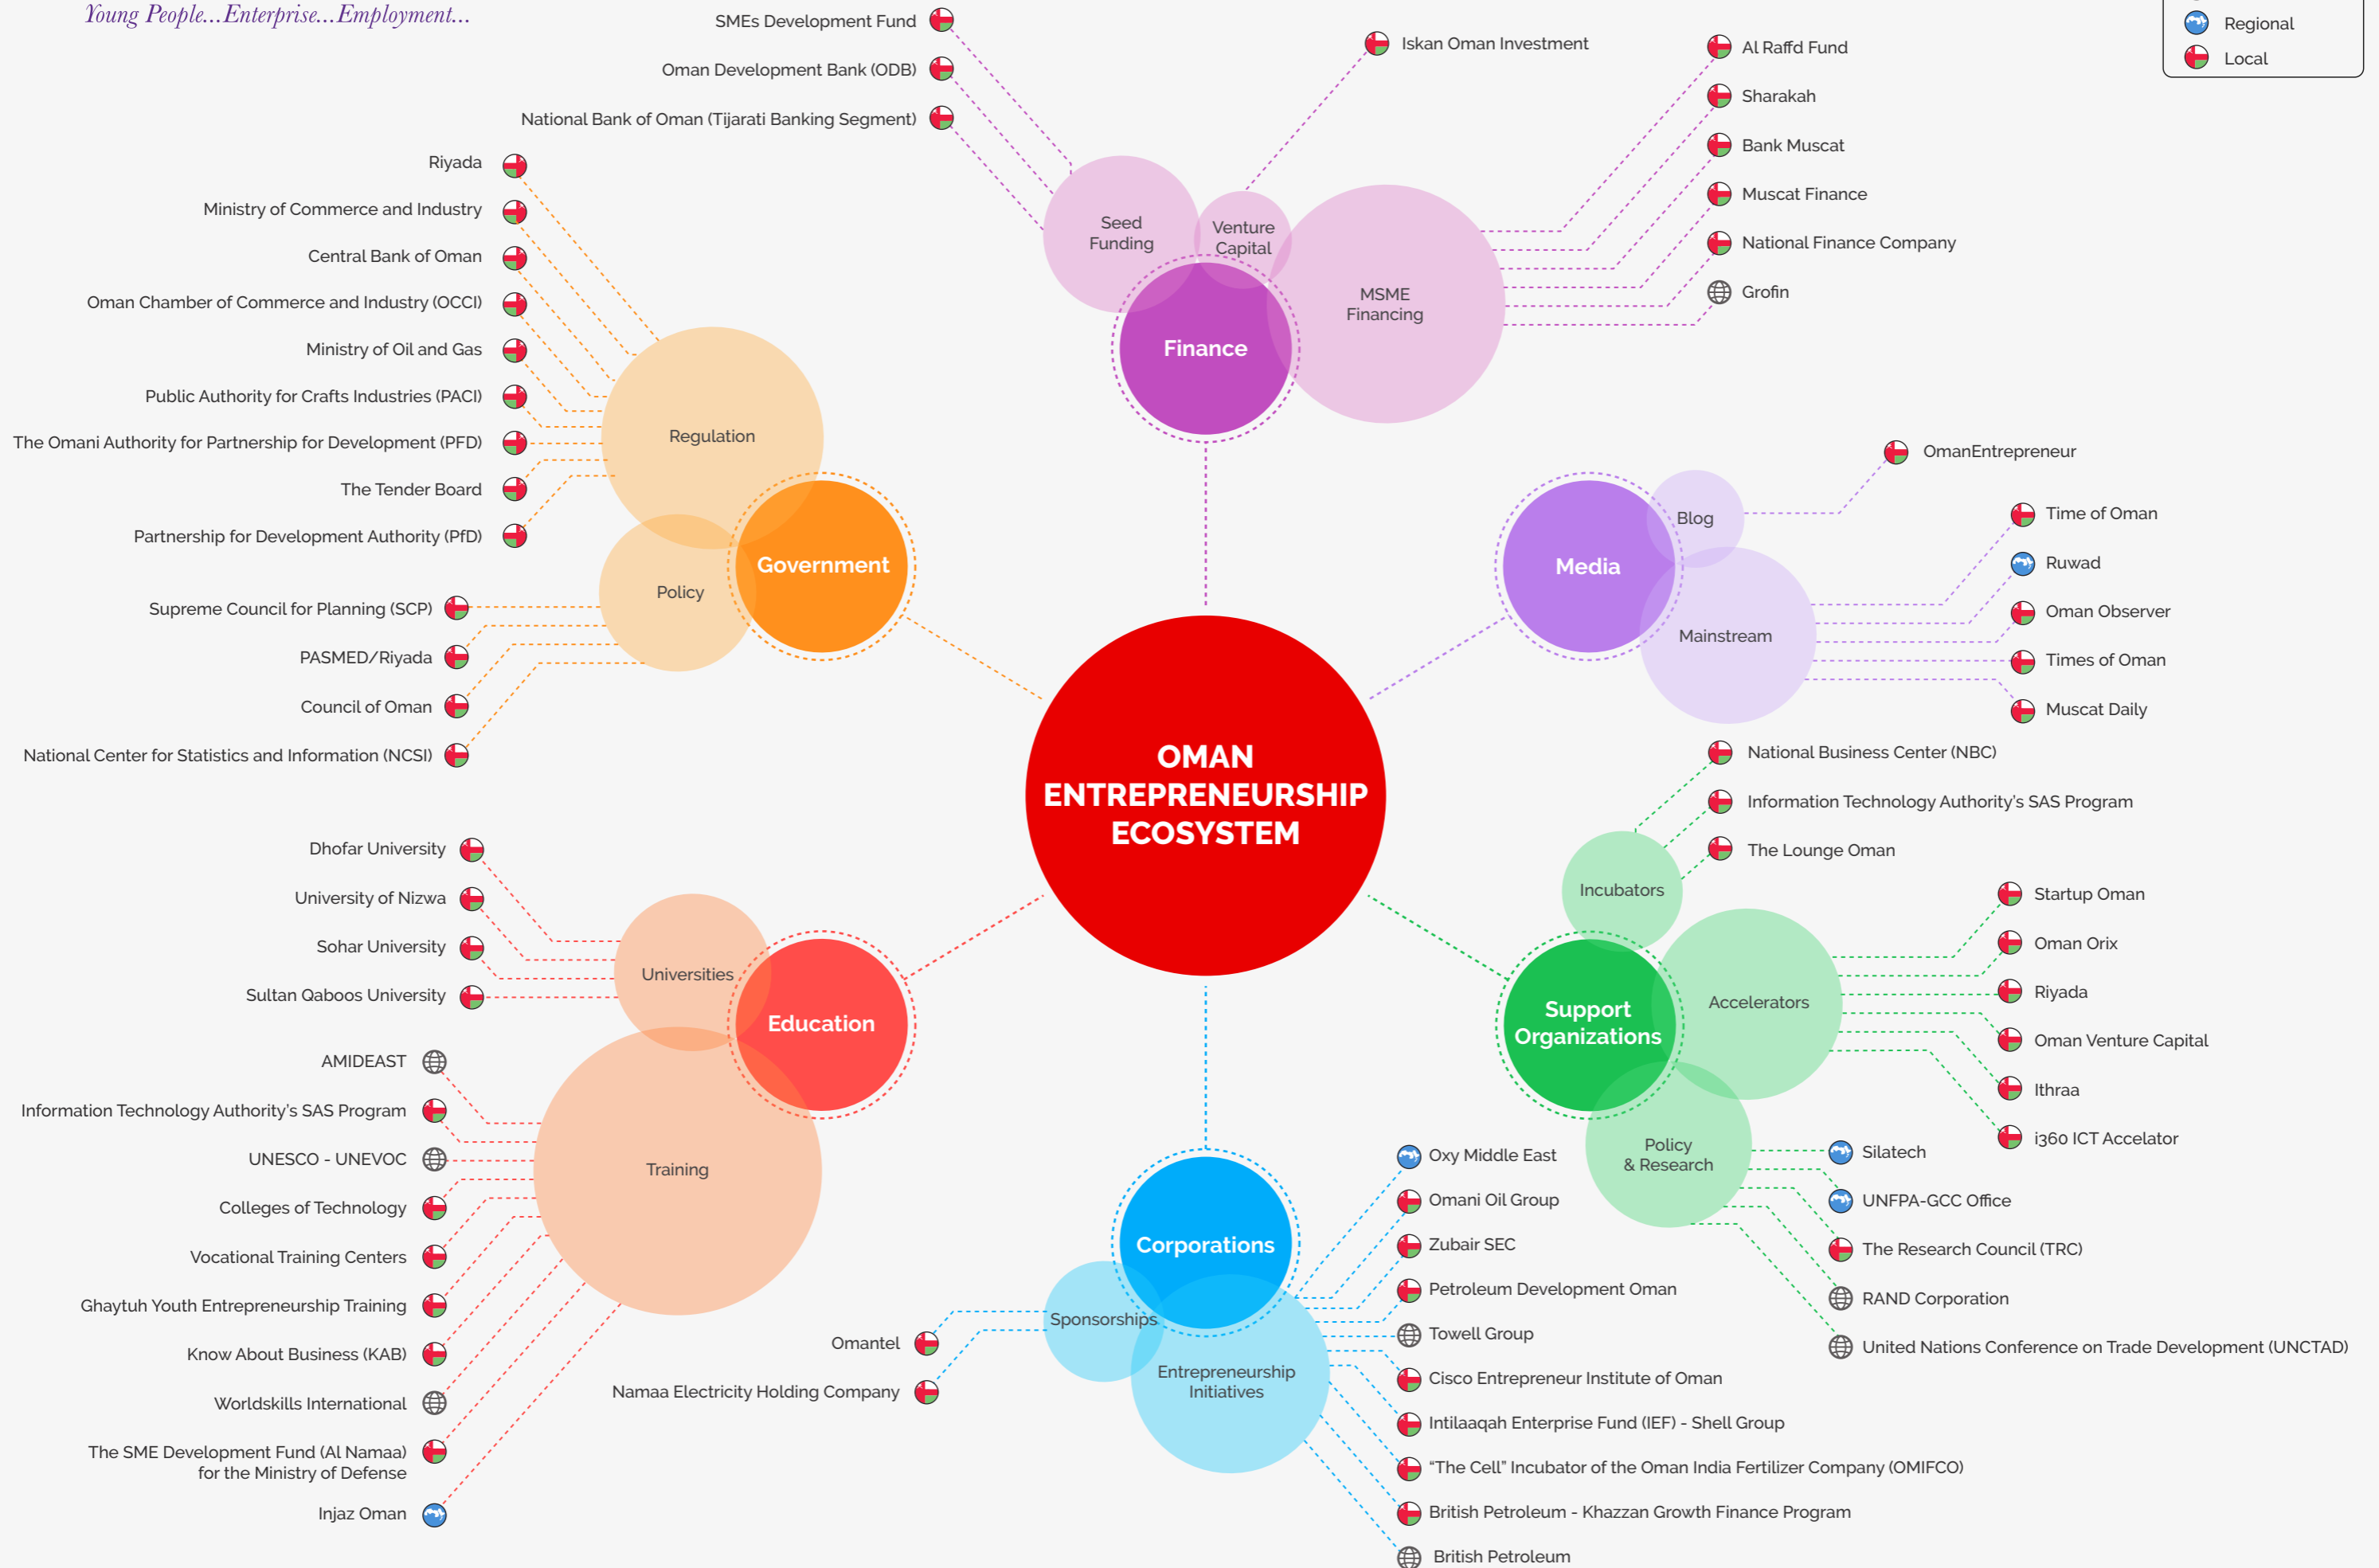 Young People...Enterprise...Employment...
Regional
Local
SMEs Development Fund
Oman Development Bank (ODB)
National Bank of Oman (Tijarati Banking Segment)
Iskan Oman Investment
Al Raffd Fund
Sharakah
Bank Muscat
Muscat Finance
National Finance Company
Grofin
Seed
Funding
Venture
Capital
MSME
Financing
Finance
Riyada
Ministry of Commerce and Industry
Central Bank of Oman
Oman Chamber of Commerce and Industry (OCCI)
Ministry of Oil and Gas
Public Authority for Crafts Industries (PACI)
The Omani Authority for Partnership for Development (PFD)
The Tender Board
Partnership for Development Authority (PfD)
Regulation
Government
Policy
Supreme Council for Planning (SCP)
PASMED/Riyada
Council of Oman
National Center for Statistics and Information (NCSI)
OmanEntrepreneur
Blog
Media
Mainstream
Time of Oman
Ruwad
Oman Observer
Times of Oman
Muscat Daily
OMAN
ENTREPRENEURSHIP
ECOSYSTEM
National Business Center (NBC)
Information Technology Authority's SAS Program
The Lounge Oman
Incubators
Startup Oman
Oman Orix
Riyada
Oman Venture Capital
Ithraa
i360 ICT Accelator
Accelerators
Support
Organizations
Policy
& Research
Silatech
UNFPA-GCC Office
The Research Council (TRC)
RAND Corporation
United Nations Conference on Trade Development (UNCTAD)
Dhofar University
University of Nizwa
Sohar University
Sultan Qaboos University
Universities
Education
AMIDEAST
Information Technology Authority's SAS Program
UNESCO - UNEVOC
Colleges of Technology
Vocational Training Centers
Ghaytuh Youth Entrepreneurship Training
Know About Business (KAB)
Worldskills International
The SME Development Fund (Al Namaa)
for the Ministry of Defense
Injaz Oman
Training
Corporations
Sponsorships
Omantel
Namaa Electricity Holding Company
Entrepreneurship
Initiatives
Oxy Middle East
Omani Oil Group
Zubair SEC
Petroleum Development Oman
Towell Group
Cisco Entrepreneur Institute of Oman
Intilaaqah Enterprise Fund (IEF) - Shell Group
“The Cell” Incubator of the Oman India Fertilizer Company (OMIFCO)
British Petroleum - Khazzan Growth Finance Program
British Petroleum